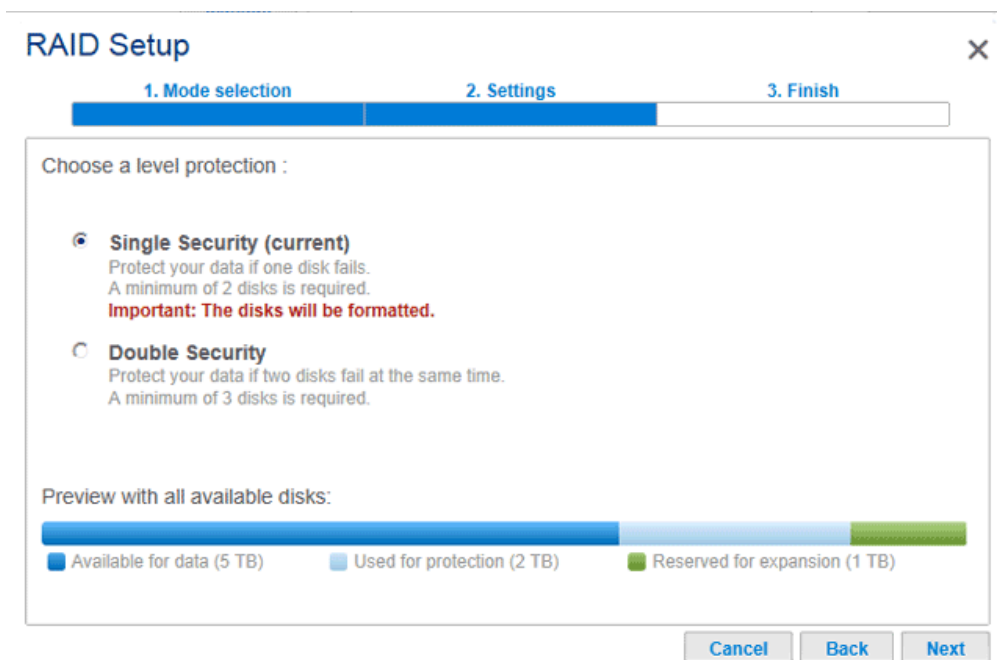 RAID Setup
1. Mode selection 2. Settings 3. Finish
Choose a level protection :
Single Security (current)
Protect your data if one disk fails.
A minimum of 2 disks is required.
Important: The disks will be formatted.
Double Security
Protect your data if two disks fail at the same time.
A minimum of 3 disks is required.
Preview with all available disks:
Available for data (5 TB) Used for protection (2 TB) Reserved for expansion (1 TB)
Cancel Back Next